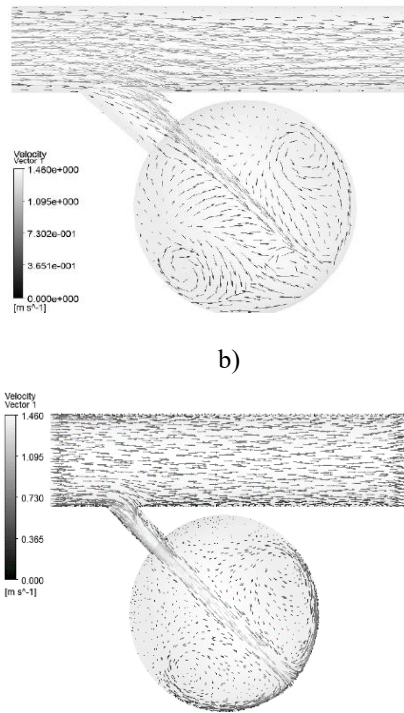 Velocity
Vector 1
1.460e+000
1.095e+000
7.302e-001
3.651e-001
0.000e+000
[m s^-1]
b)
Velocity
Vector 1
1.460
1.095
0.730
0.365
0.000
[m s^-1]